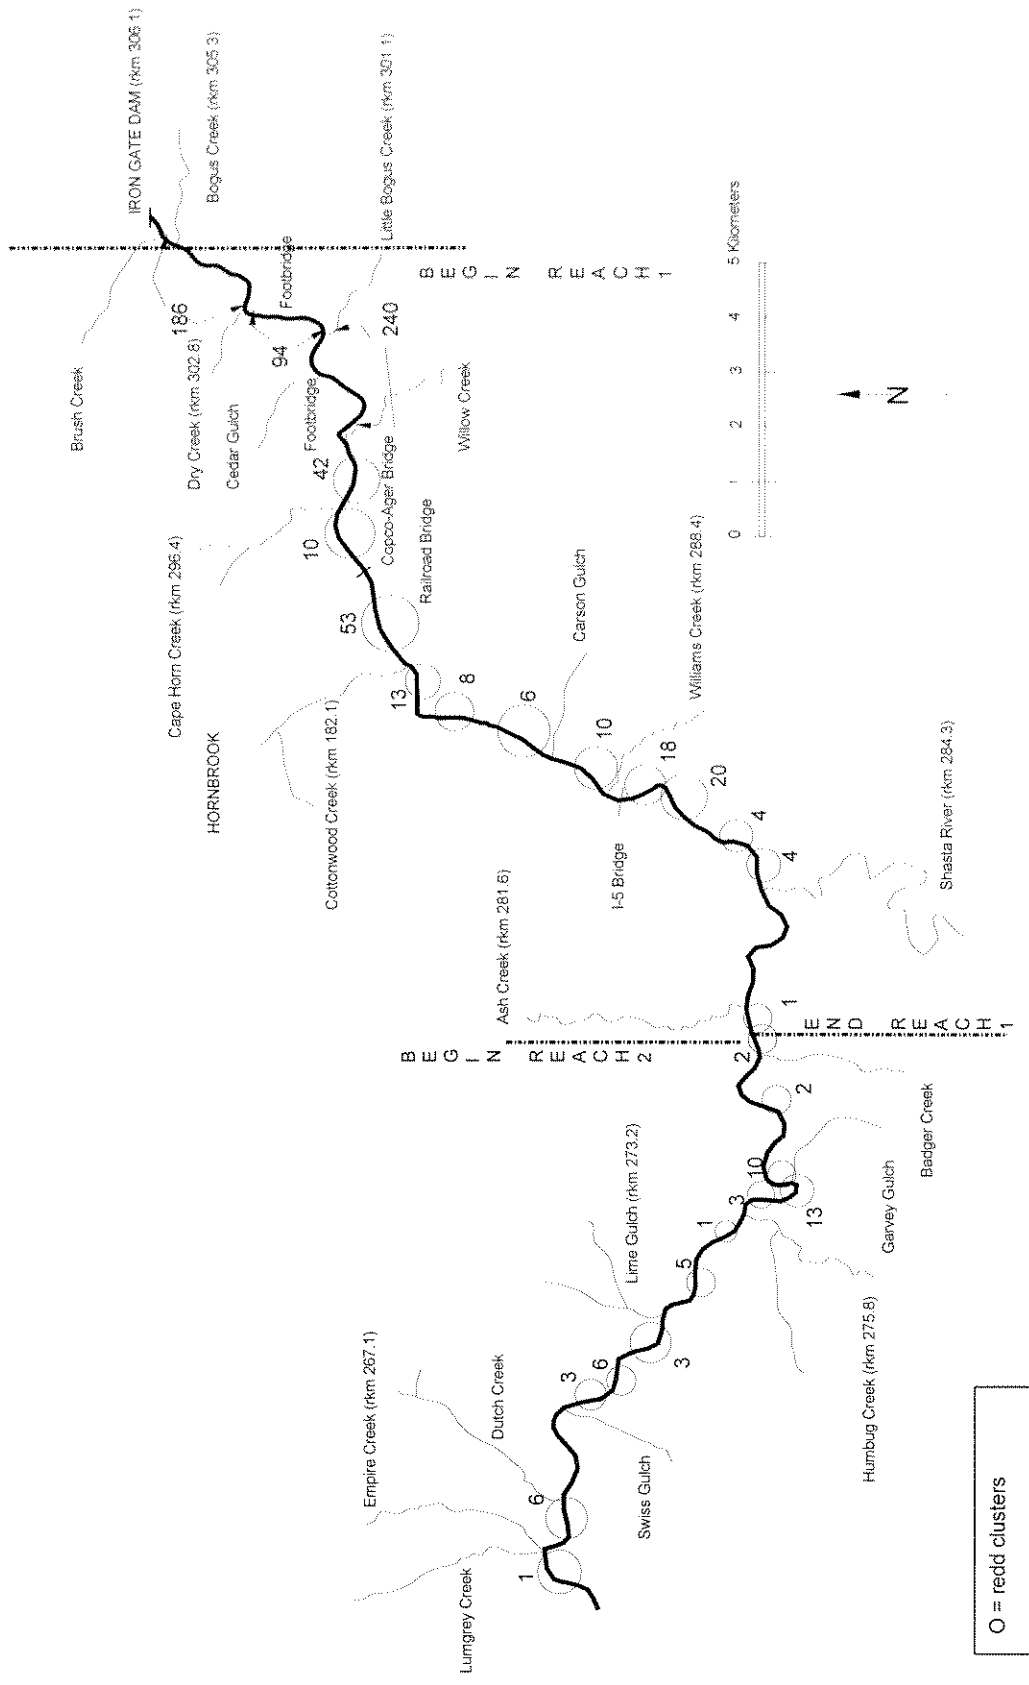 IRON GATE DAM (rkm 306.1)
Bogus Creek (rkm 305.3)
Little Bogus Creek (rkm 301.1)
BEGIN REACH 1
Brush Creek
186
Footbridge
Dry Creek (rkm 302.8)
94
240
Cedar Gulch
Footbridge
Willow Creek
42
Copco-Ager Bridge
Cape Horn Creek (rkm 296.4)
10
Railroad Bridge
HORNBROOK
53
Cottonwood Creek (rkm 182.1)
13
8
6
Carson Gulch
10
Williams Creek (rkm 288.4)
18
I-5 Bridge
20
4
4
Shasta River (rkm 284.3)
0 1 2 3 4 5 Kilometers
N
Ash Creek (rkm 281.6)
1
END REACH 1
BEGIN REACH 2
2
2
Badger Creek
10
13
Garvey Gulch
3
Humbug Creek (rkm 275.8)
1
5
Lime Gulch (rkm 273.2)
3
6
3
Swiss Gulch
Dutch Creek
Empire Creek (rkm 267.1)
6
1
Lumgrey Creek
O = redd clusters